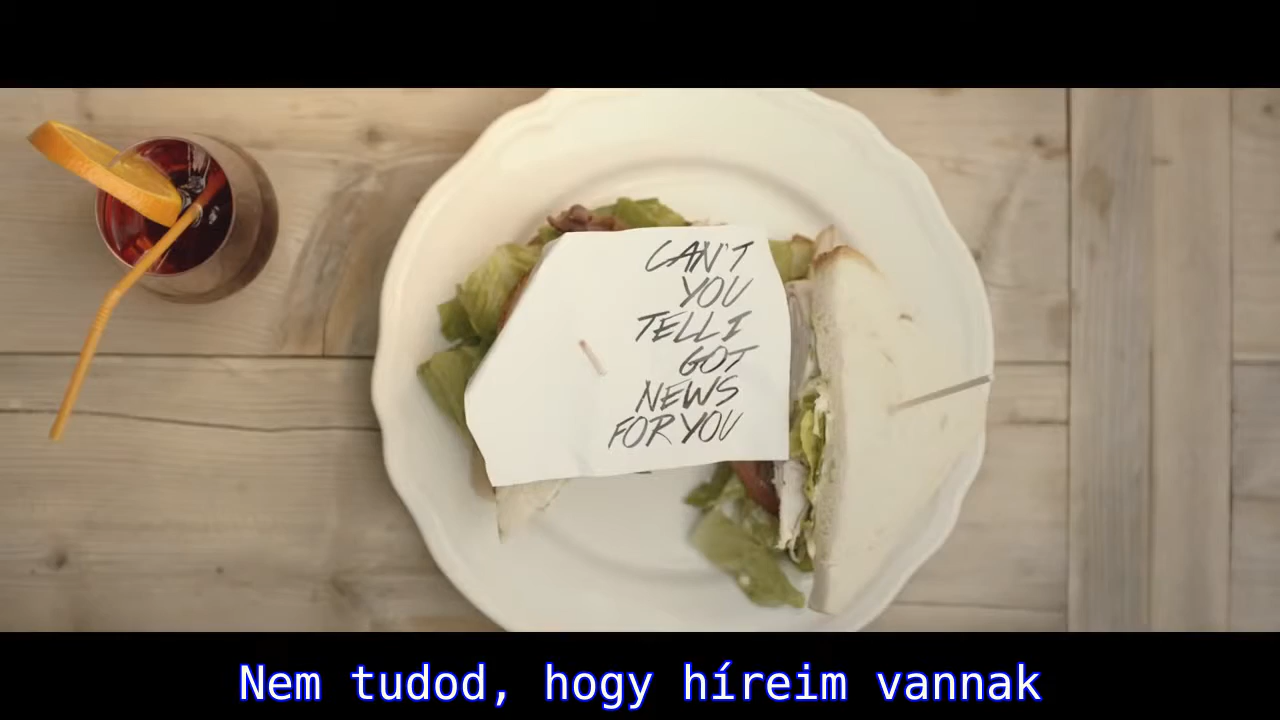 CAN'T
YOU
TELL I
GOT
NEWS
FOR YOU
Nem tudod, hogy híreim vannak